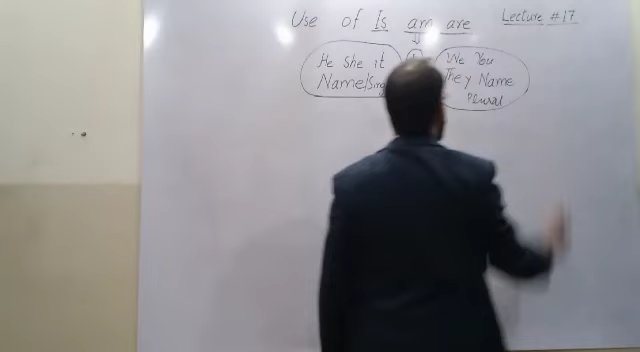 Use of Is am are
Lecture #17
He She it
Name/Sing
We You
They Name
Plural